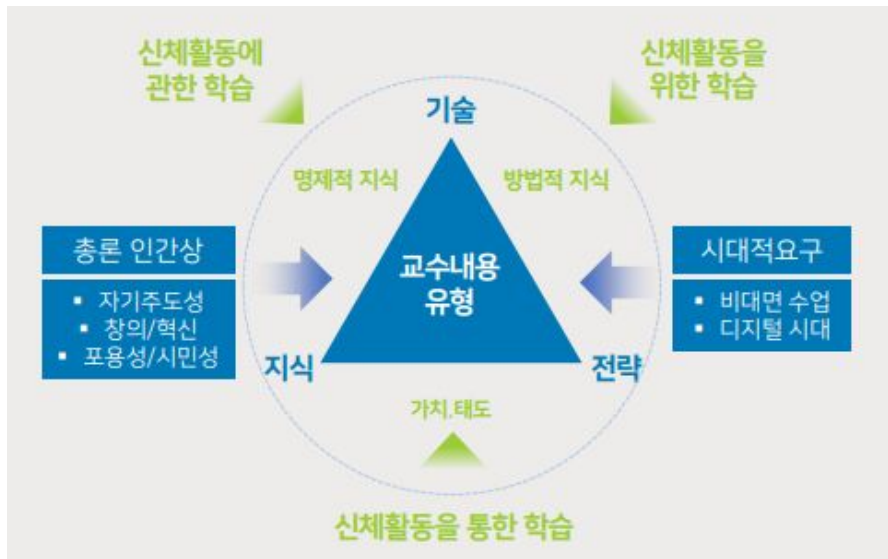 신체활동에
관한 학습
신체활동을
위한 학습
기술
명제적 지식
방법적 지식
총론 인간상
▪ 자기주도성
▪ 창의/혁신
▪ 포용성/시민성
교수내용
유형
시대적요구
▪ 비대면 수업
▪ 디지털 시대
지식
전략
가치,태도
신체활동을 통한 학습